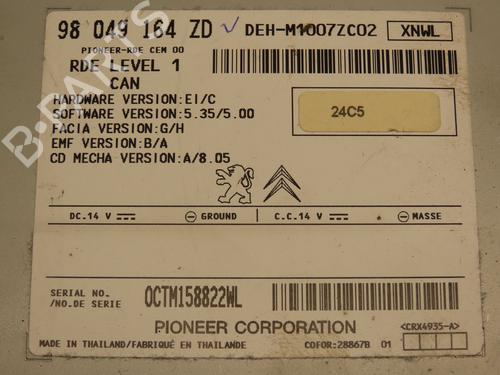 98 049 164 ZD DEH-M1007ZC02 XNWL
PIONEER-RDE CEM 00
RDE LEVEL 1
CAN
HARDWARE VERSION:EI/C
SOFTWARE VERSION:5.35/5.00
FACIA VERSION:G/H
EMF VERSION:B/A
CD MECHA VERSION:A/8.05
24C5
DC.14 V GROUND C.C.14 V MASSE
SERIAL NO./
/NO.DE SERIE
OCTM158822WL
PIONEER CORPORATION
<CRX4935-A>
MADE IN THAILAND/FABRIQUÉ EN THAILANDE
COFOR:28867B 01
B-PARTS